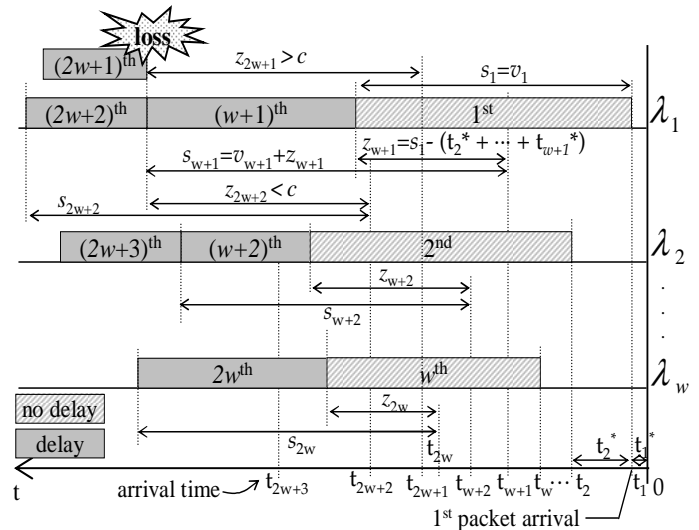 loss
(2w+1)th
z2w+1 > c
s1=v1
(2w+2)th (w+1)th 1st λ1
zw+1=s1- (t2* + ··· + tw+1*)
sw+1=vw+1+zw+1
z2w+2 < c
s2w+2
(2w+3)th (w+2)th 2nd λ2
zw+2
sw+2
.
.
.
2wth wth λw
no delay
z2w
delay
s2w
t2w
t2* t1*
t arrival time t2w+3 t2w+2 t2w+1 tw+2 tw+1 tw ··· t2 t1 0
1st packet arrival